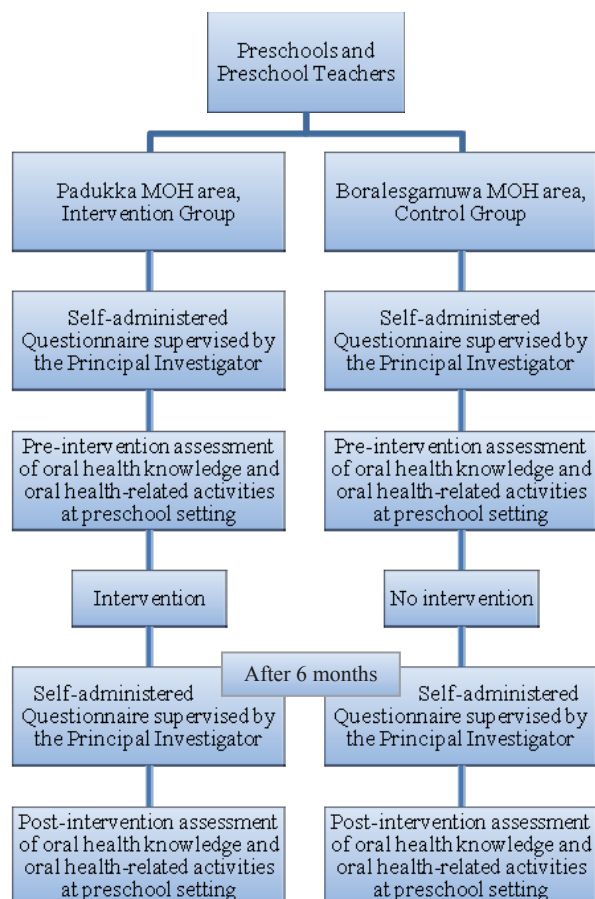 Preschools and
Preschool Teachers
Padukka MOH area,
Intervention Group
Boralesgamuwa MOH area,
Control Group
Self-administered
Questionnaire supervised by
the Principal Investigator
Self-administered
Questionnaire supervised by
the Principal Investigator
Pre-intervention assessment
of oral health knowledge and
oral health-related activities
at preschool setting
Pre-intervention assessment
of oral health knowledge and
oral health-related activities
at preschool setting
Intervention
No intervention
After 6 months
Self-administered
Questionnaire supervised by
the Principal Investigator
Self-administered
Questionnaire supervised by
the Principal Investigator
Post-intervention assessment
of oral health knowledge and
oral health-related activities
at preschool setting
Post-intervention assessment
of oral health knowledge and
oral health-related activities
at preschool setting